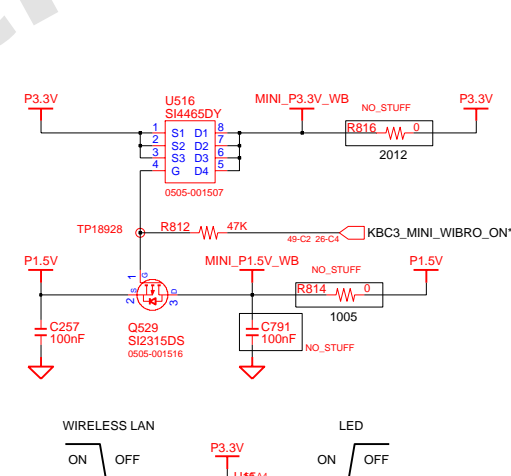 U516
SI4465DY
P3.3V
MINI_P3.3V_WB
NO_STUFF
P3.3V
1 S1 D1 8
2 S2 D2 7
3 S3 D3 6
4 G D4 5
R816 0
2012
0505-001507
TP18928
R812 47K
49-C2 26-C4
KBC3_MINI_WIBRO_ON*
P1.5V
1 G
MINI_P1.5V_WB
NO_STUFF
P1.5V
2 S
3 D
R814 0
1005
C257
100nF
Q529
SI2315DS
0505-001516
C791
100nF
NO_STUFF
WIRELESS LAN
LED
ON OFF
P3.3V
ON OFF